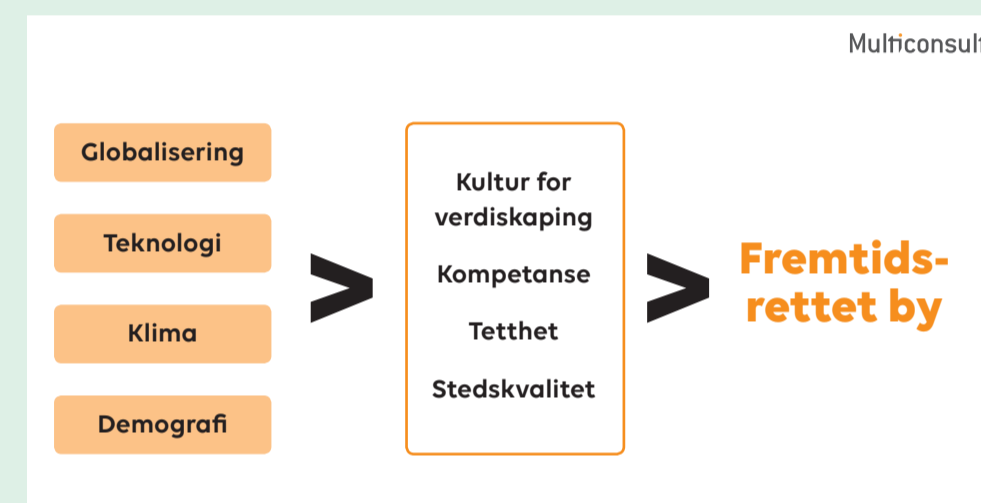 Multiconsult
Globalisering
Teknologi
Klima
Demografi
>
Kultur for
verdiskaping
Kompetanse
Tetthet
Stedskvalitet
>
Fremtids-
rettet by